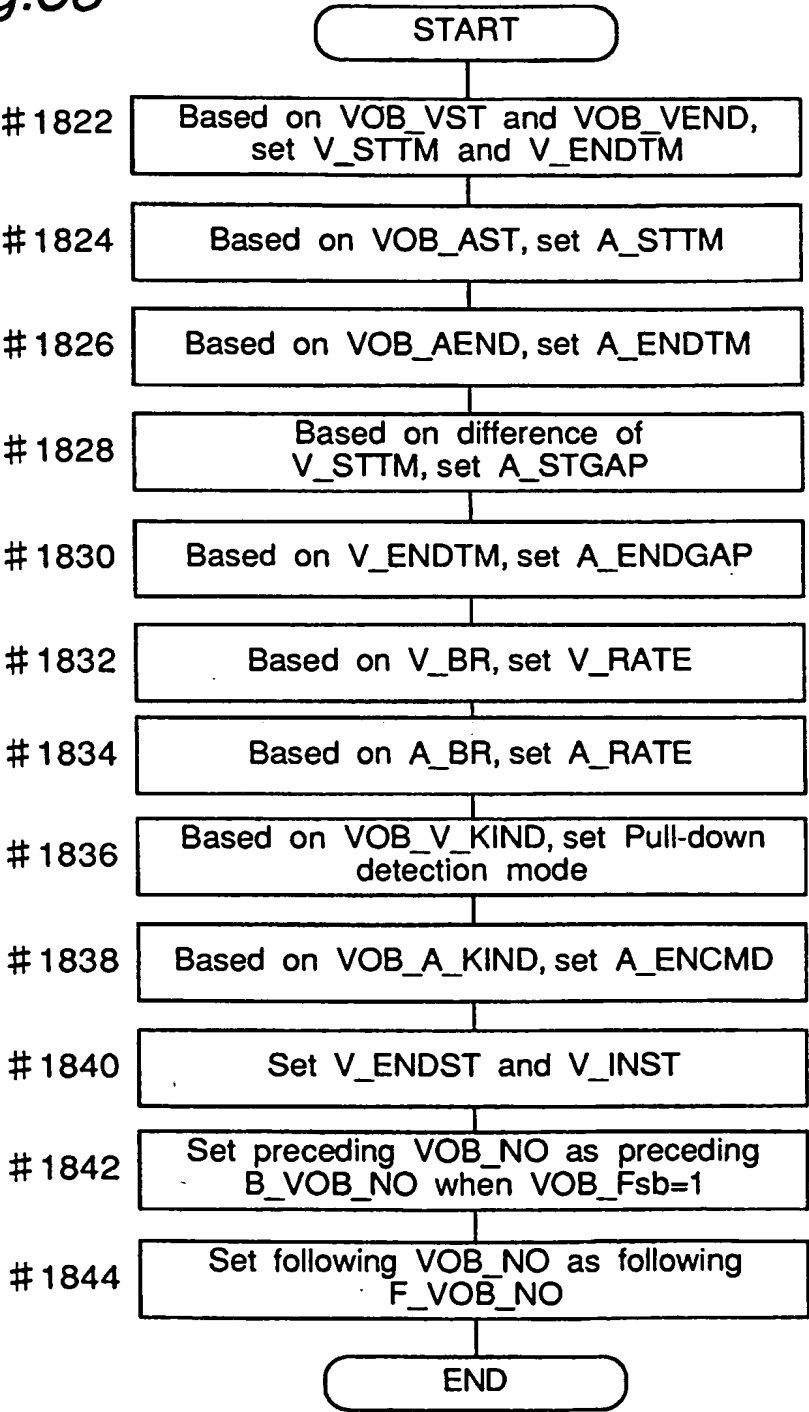 START
#1822
Based on VOB_VST and VOB_VEND,
set V_STTM and V_ENDTM
#1824
Based on VOB_AST, set A_STTM
#1826
Based on VOB_AEND, set A_ENDTM
#1828
Based on difference of
V_STTM, set A_STGAP
#1830
Based on V_ENDTM, set A_ENDGAP
#1832
Based on V_BR, set V_RATE
#1834
Based on A_BR, set A_RATE
#1836
Based on VOB_V_KIND, set Pull-down
detection mode
#1838
Based on VOB_A_KIND, set A_ENCMD
#1840
Set V_ENDST and V_INST
#1842
Set preceding VOB_NO as preceding
B_VOB_NO when VOB_Fsb=1
#1844
Set following VOB_NO as following
F_VOB_NO
END